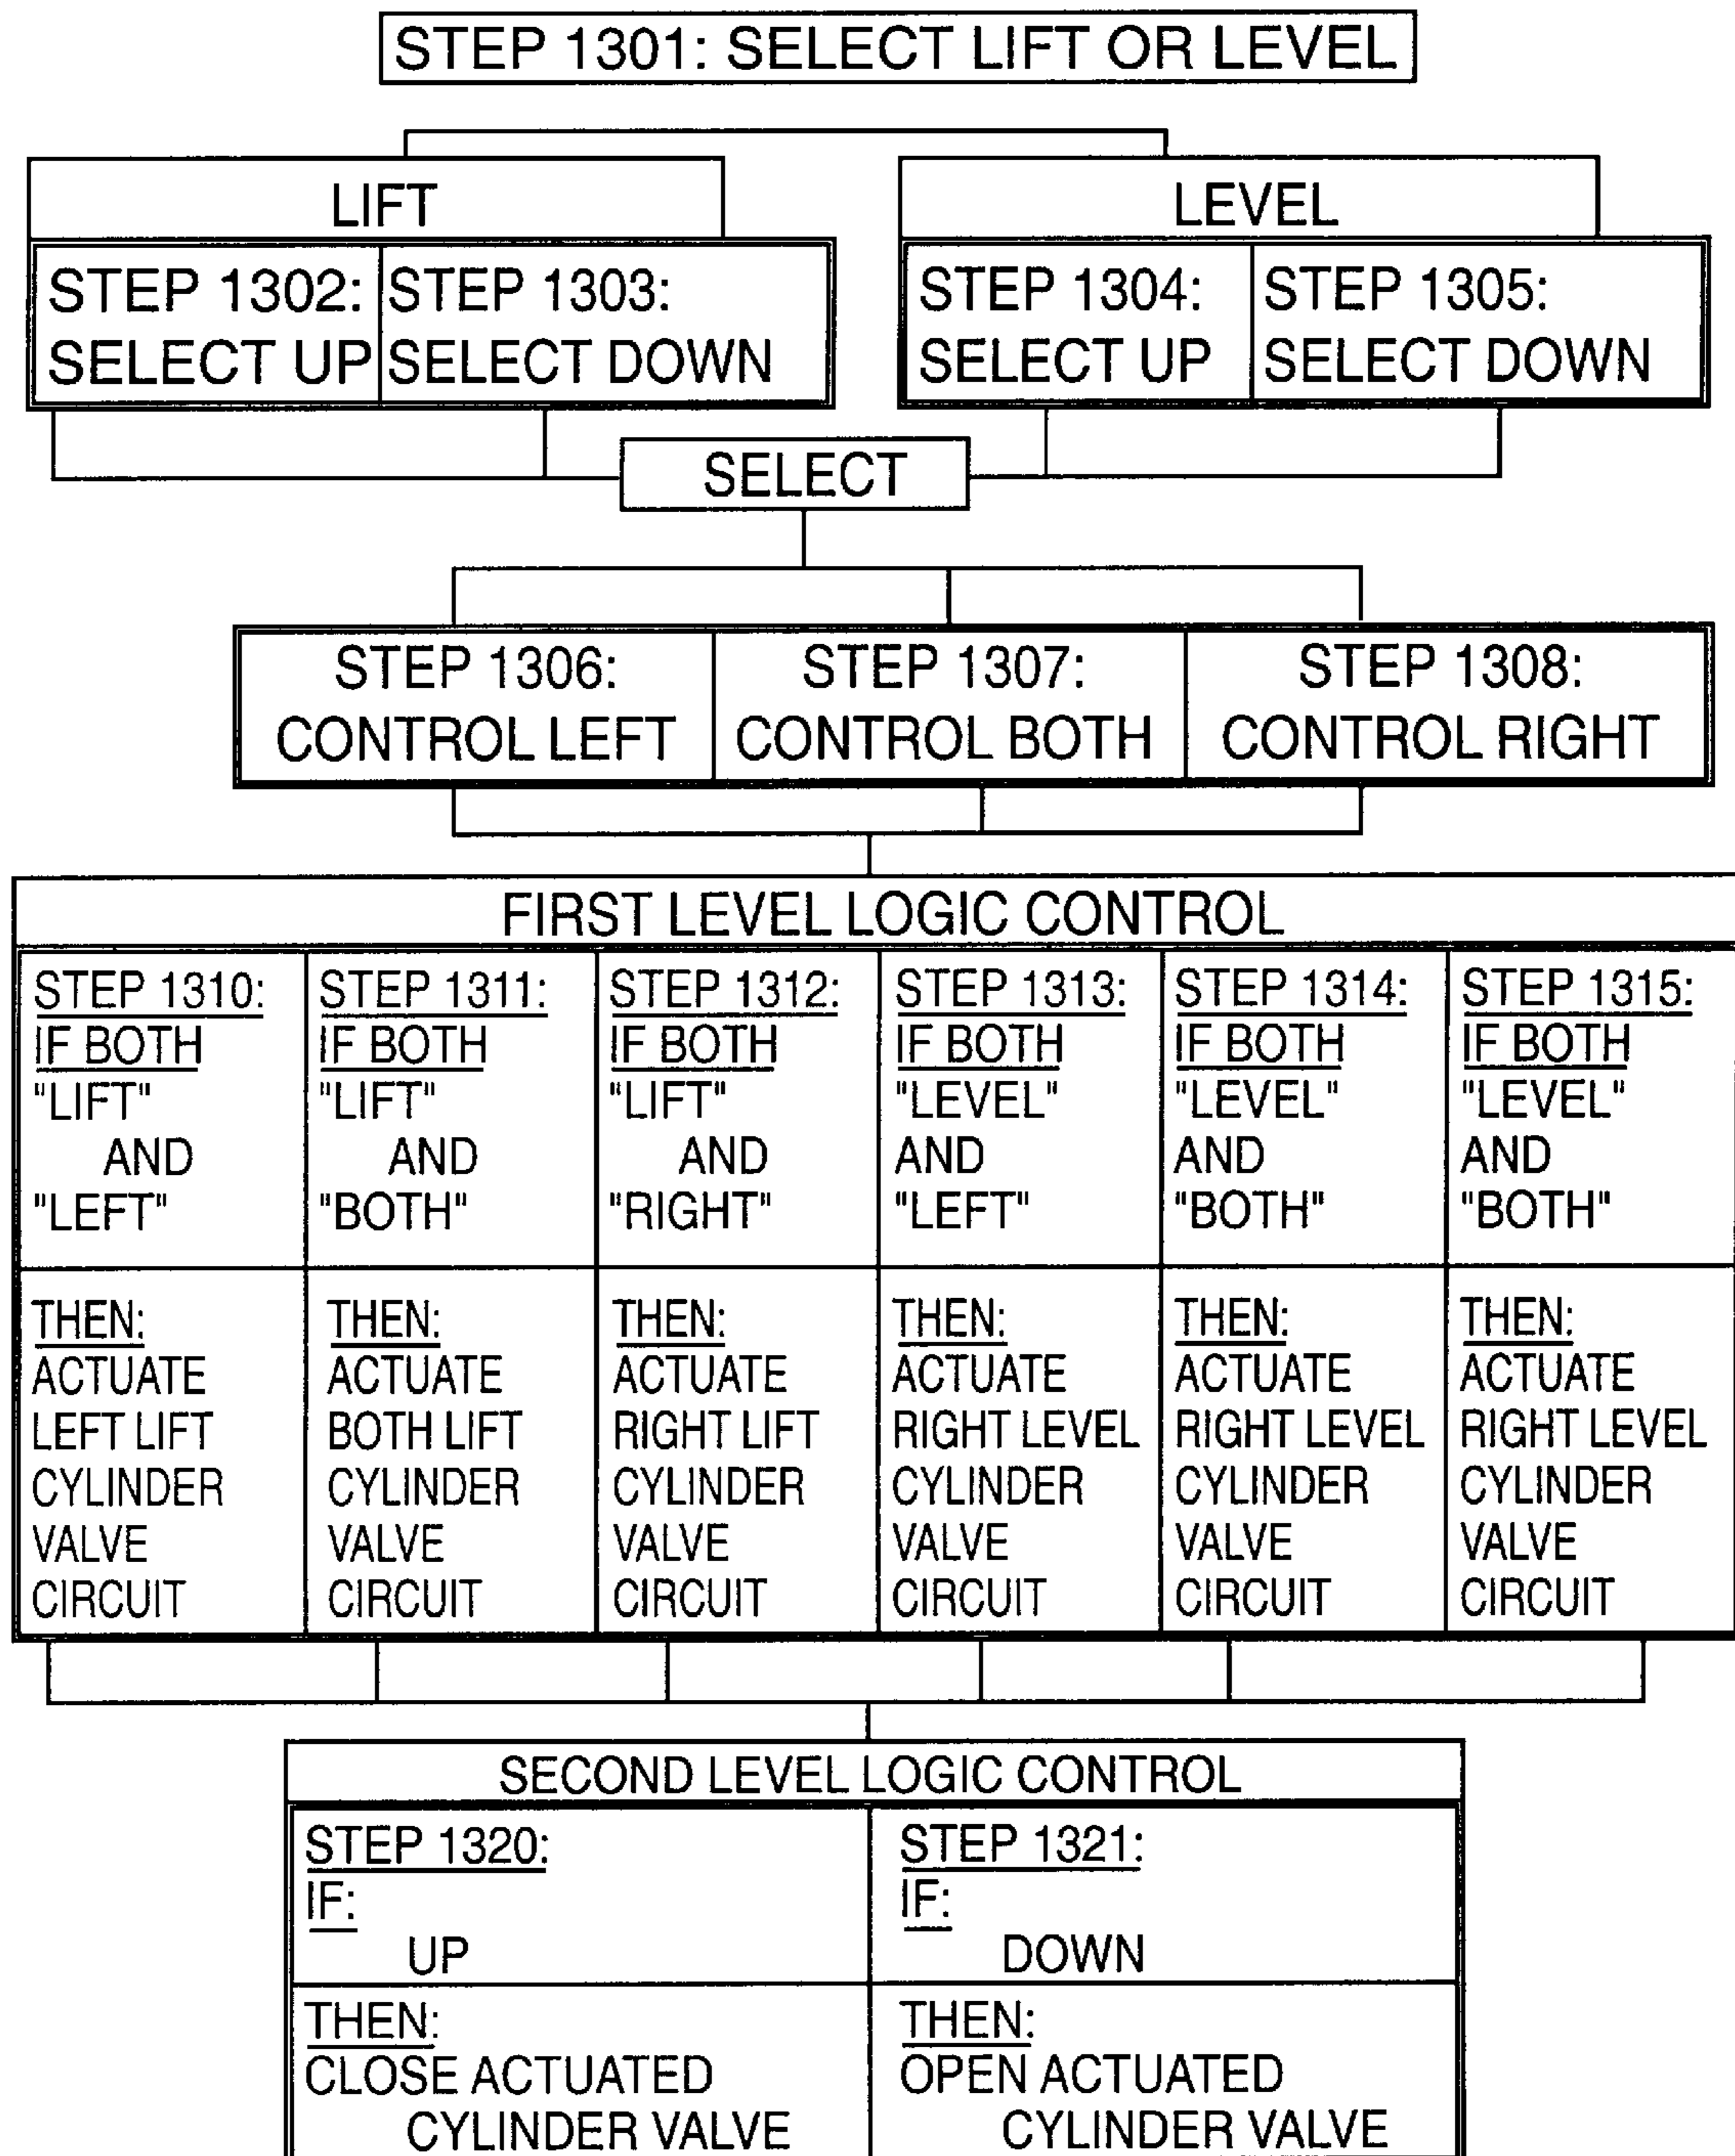 STEP 1301: SELECT LIFT OR LEVEL
LIFT
STEP 1302:
SELECT UP
STEP 1303:
SELECT DOWN
LEVEL
STEP 1304:
SELECT UP
STEP 1305:
SELECT DOWN
SELECT
STEP 1306:
CONTROL LEFT
STEP 1307:
CONTROL BOTH
STEP 1308:
CONTROL RIGHT
FIRST LEVEL LOGIC CONTROL
STEP 1310:
IF BOTH
"LIFT"
AND
"LEFT"
THEN:
ACTUATE
LEFT LIFT
CYLINDER
VALVE
CIRCUIT
STEP 1311:
IF BOTH
"LIFT"
AND
"BOTH"
THEN:
ACTUATE
BOTH LIFT
CYLINDER
VALVE
CIRCUIT
STEP 1312:
IF BOTH
"LIFT"
AND
"RIGHT"
THEN:
ACTUATE
RIGHT LIFT
CYLINDER
VALVE
CIRCUIT
STEP 1313:
IF BOTH
"LEVEL"
AND
"LEFT"
THEN:
ACTUATE
RIGHT LEVEL
CYLINDER
VALVE
CIRCUIT
STEP 1314:
IF BOTH
"LEVEL"
AND
"BOTH"
THEN:
ACTUATE
RIGHT LEVEL
CYLINDER
VALVE
CIRCUIT
STEP 1315:
IF BOTH
"LEVEL"
AND
"BOTH"
THEN:
ACTUATE
RIGHT LEVEL
CYLINDER
VALVE
CIRCUIT
SECOND LEVEL LOGIC CONTROL
STEP 1320:
IF:
UP
THEN:
CLOSE ACTUATED
CYLINDER VALVE
STEP 1321:
IF:
DOWN
THEN:
OPEN ACTUATED
CYLINDER VALVE